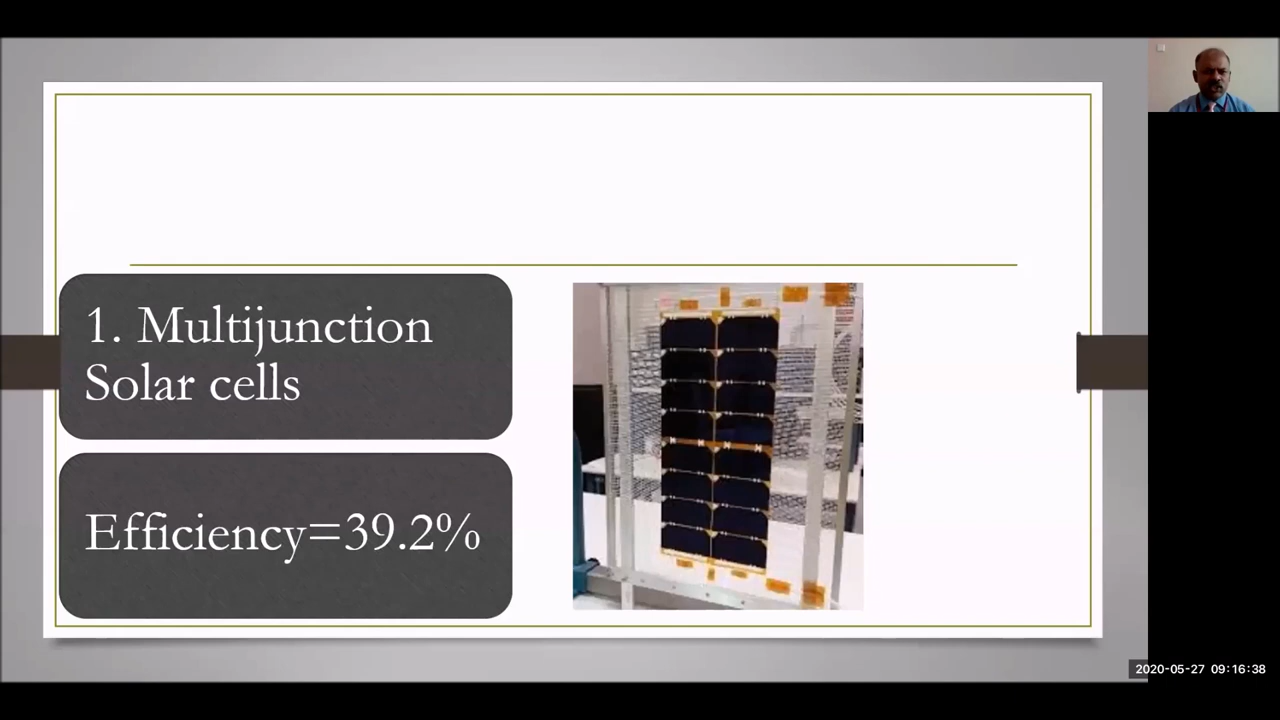 1. Multijunction
Solar cells
Efficiency=39.2%
2020-05-27 09:16:38